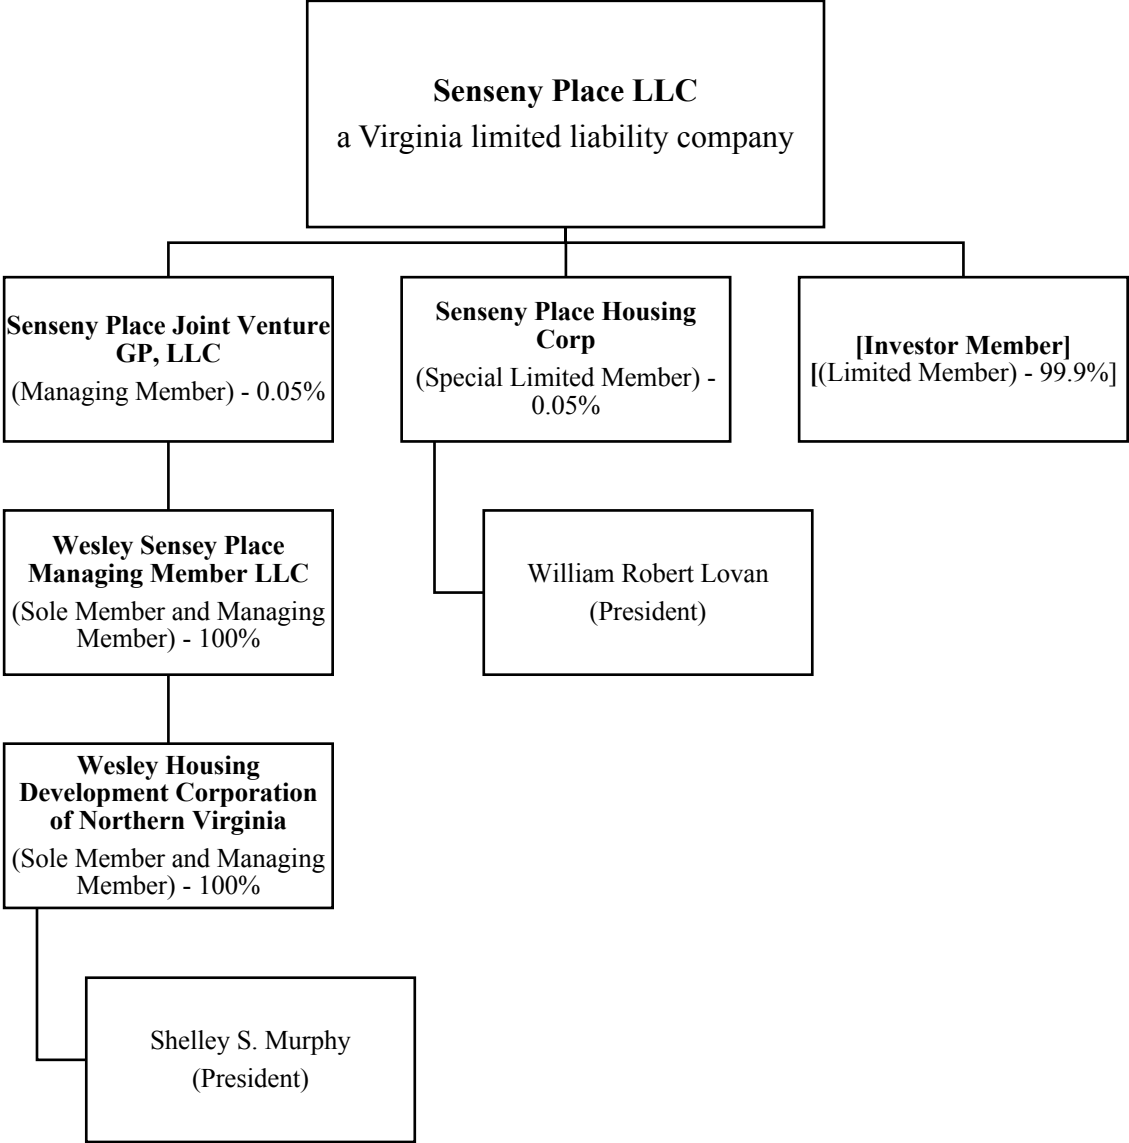 Senseny Place LLC
a Virginia limited liability company
Senseny Place Joint Venture
GP, LLC
(Managing Member) - 0.05%
Senseny Place Housing
Corp
(Special Limited Member) -
0.05%
[Investor Member]
[(Limited Member) - 99.9%]
Wesley Sensey Place
Managing Member LLC
(Sole Member and Managing
Member) - 100%
William Robert Lovan
(President)
Wesley Housing
Development Corporation
of Northern Virginia
(Sole Member and Managing
Member) - 100%
Shelley S. Murphy
(President)